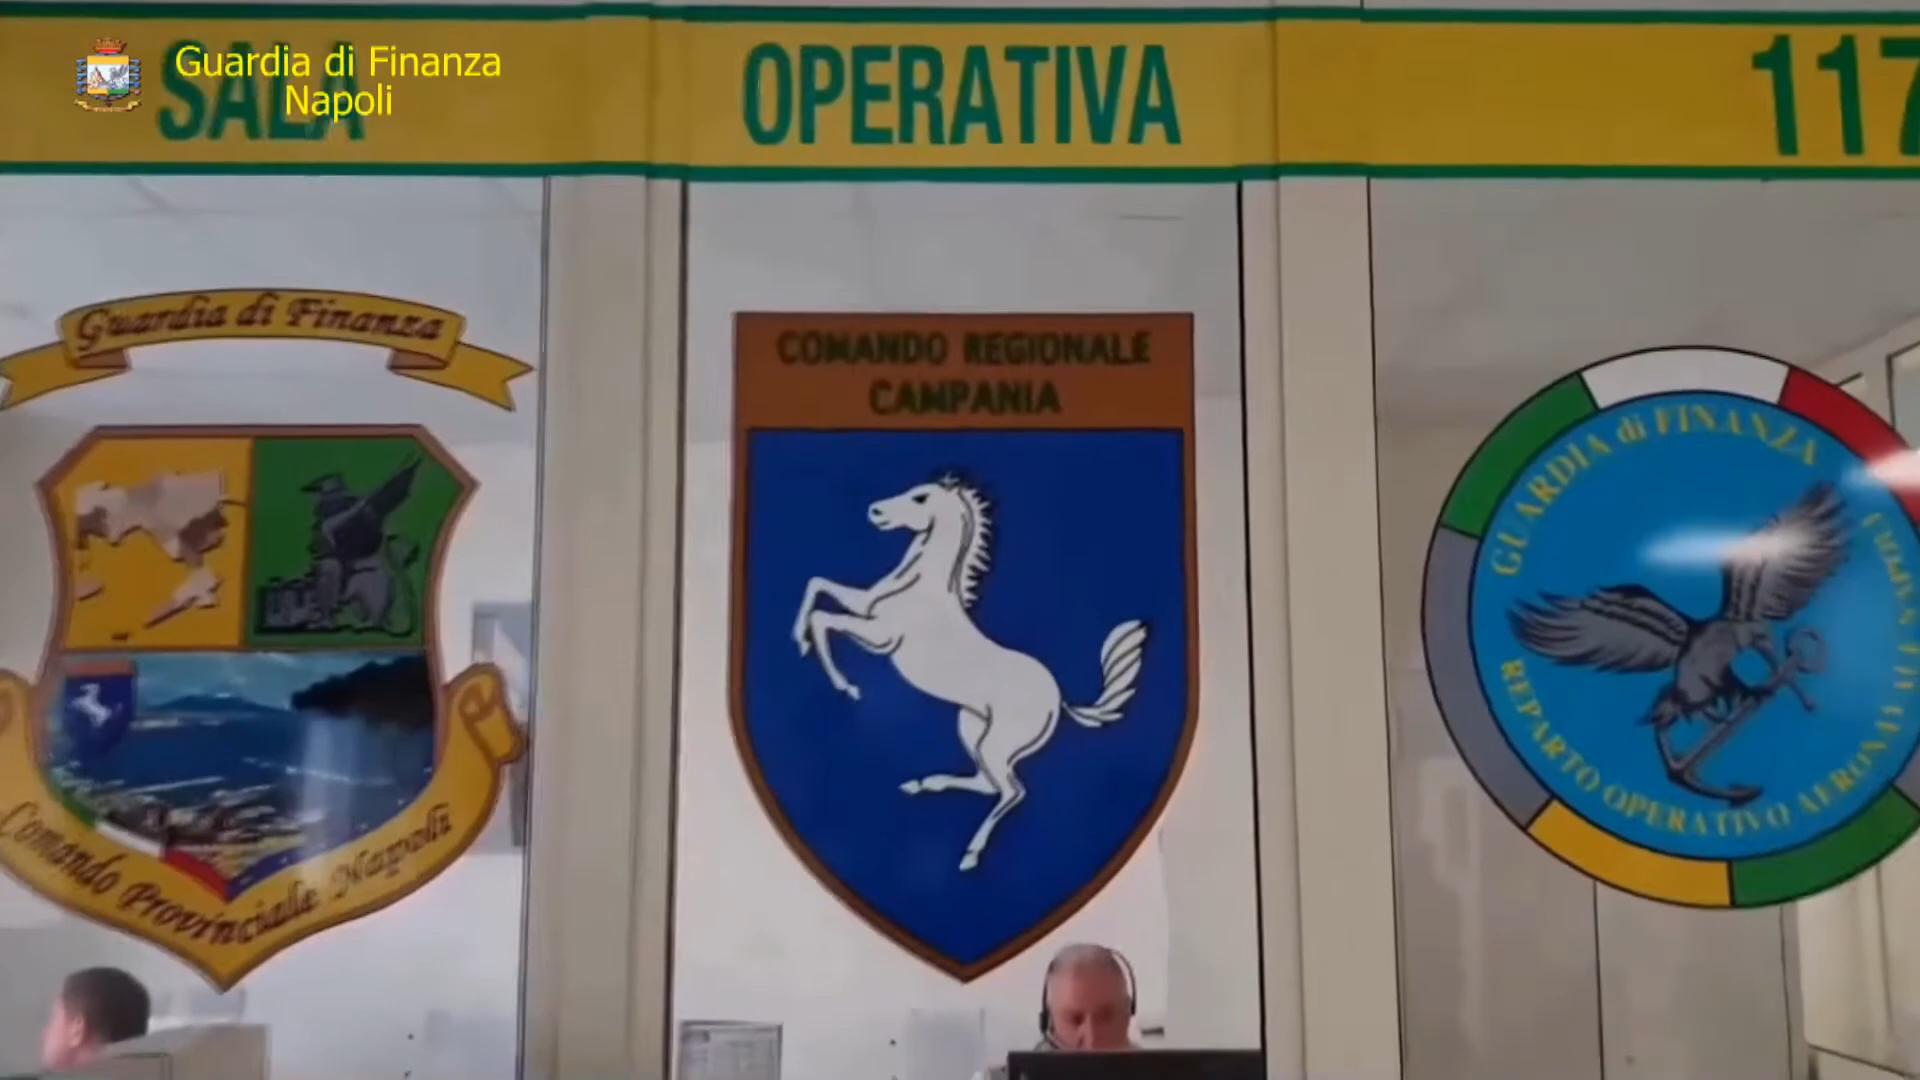 Guardia di Finanza
Napoli
SALA OPERATIVA 117
Guardia di Finanza
Comando Provinciale Napoli
COMANDO REGIONALE
CAMPANIA
GUARDIA di FINANZA
REPARTO OPERATIVO AERONAVALE